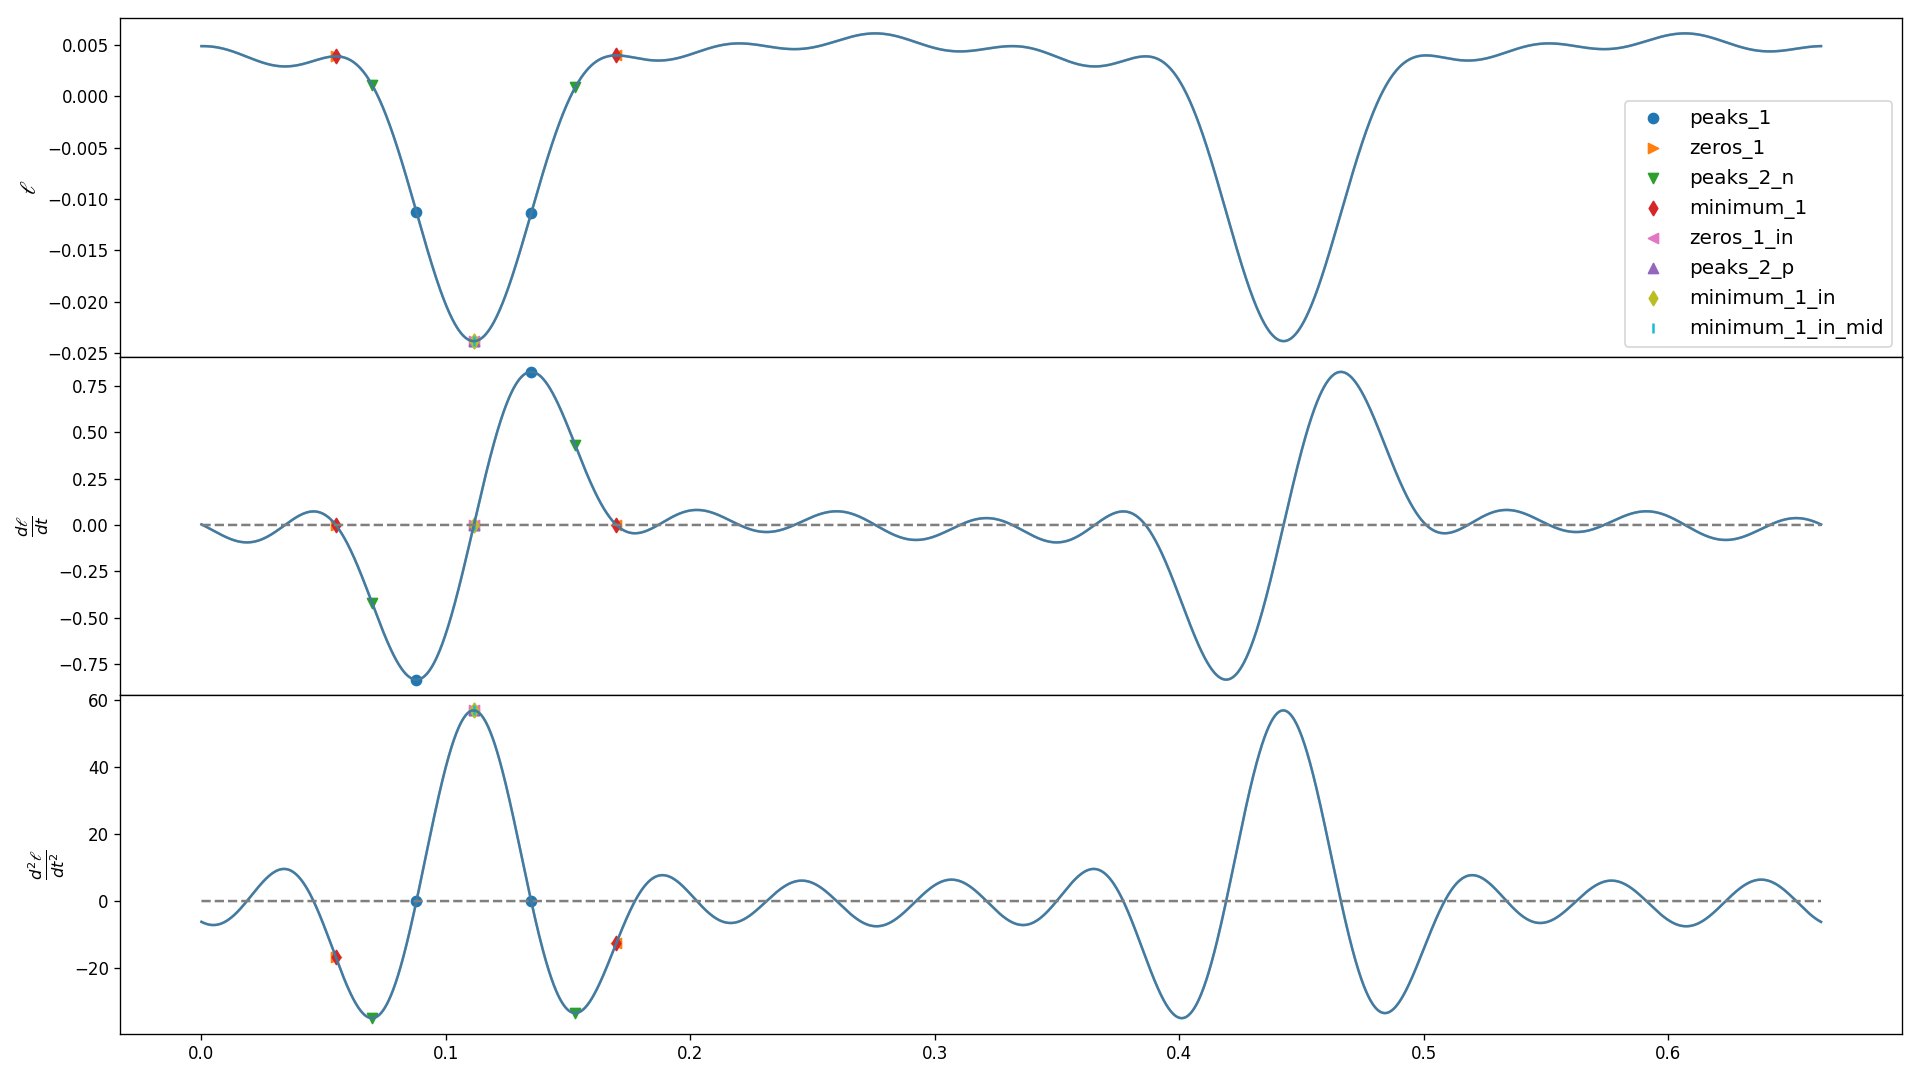 0.005
0.000
−0.005
−0.010
−0.015
−0.020
−0.025
ℓ
peaks_1
zeros_1
peaks_2_n
minimum_1
zeros_1_in
peaks_2_p
minimum_1_in
minimum_1_in_mid
0.75
0.50
0.25
0.00
−0.25
−0.50
−0.75
dℓ
dt
60
40
20
0
−20
d²ℓ
dt²
0.0 0.1 0.2 0.3 0.4 0.5 0.6